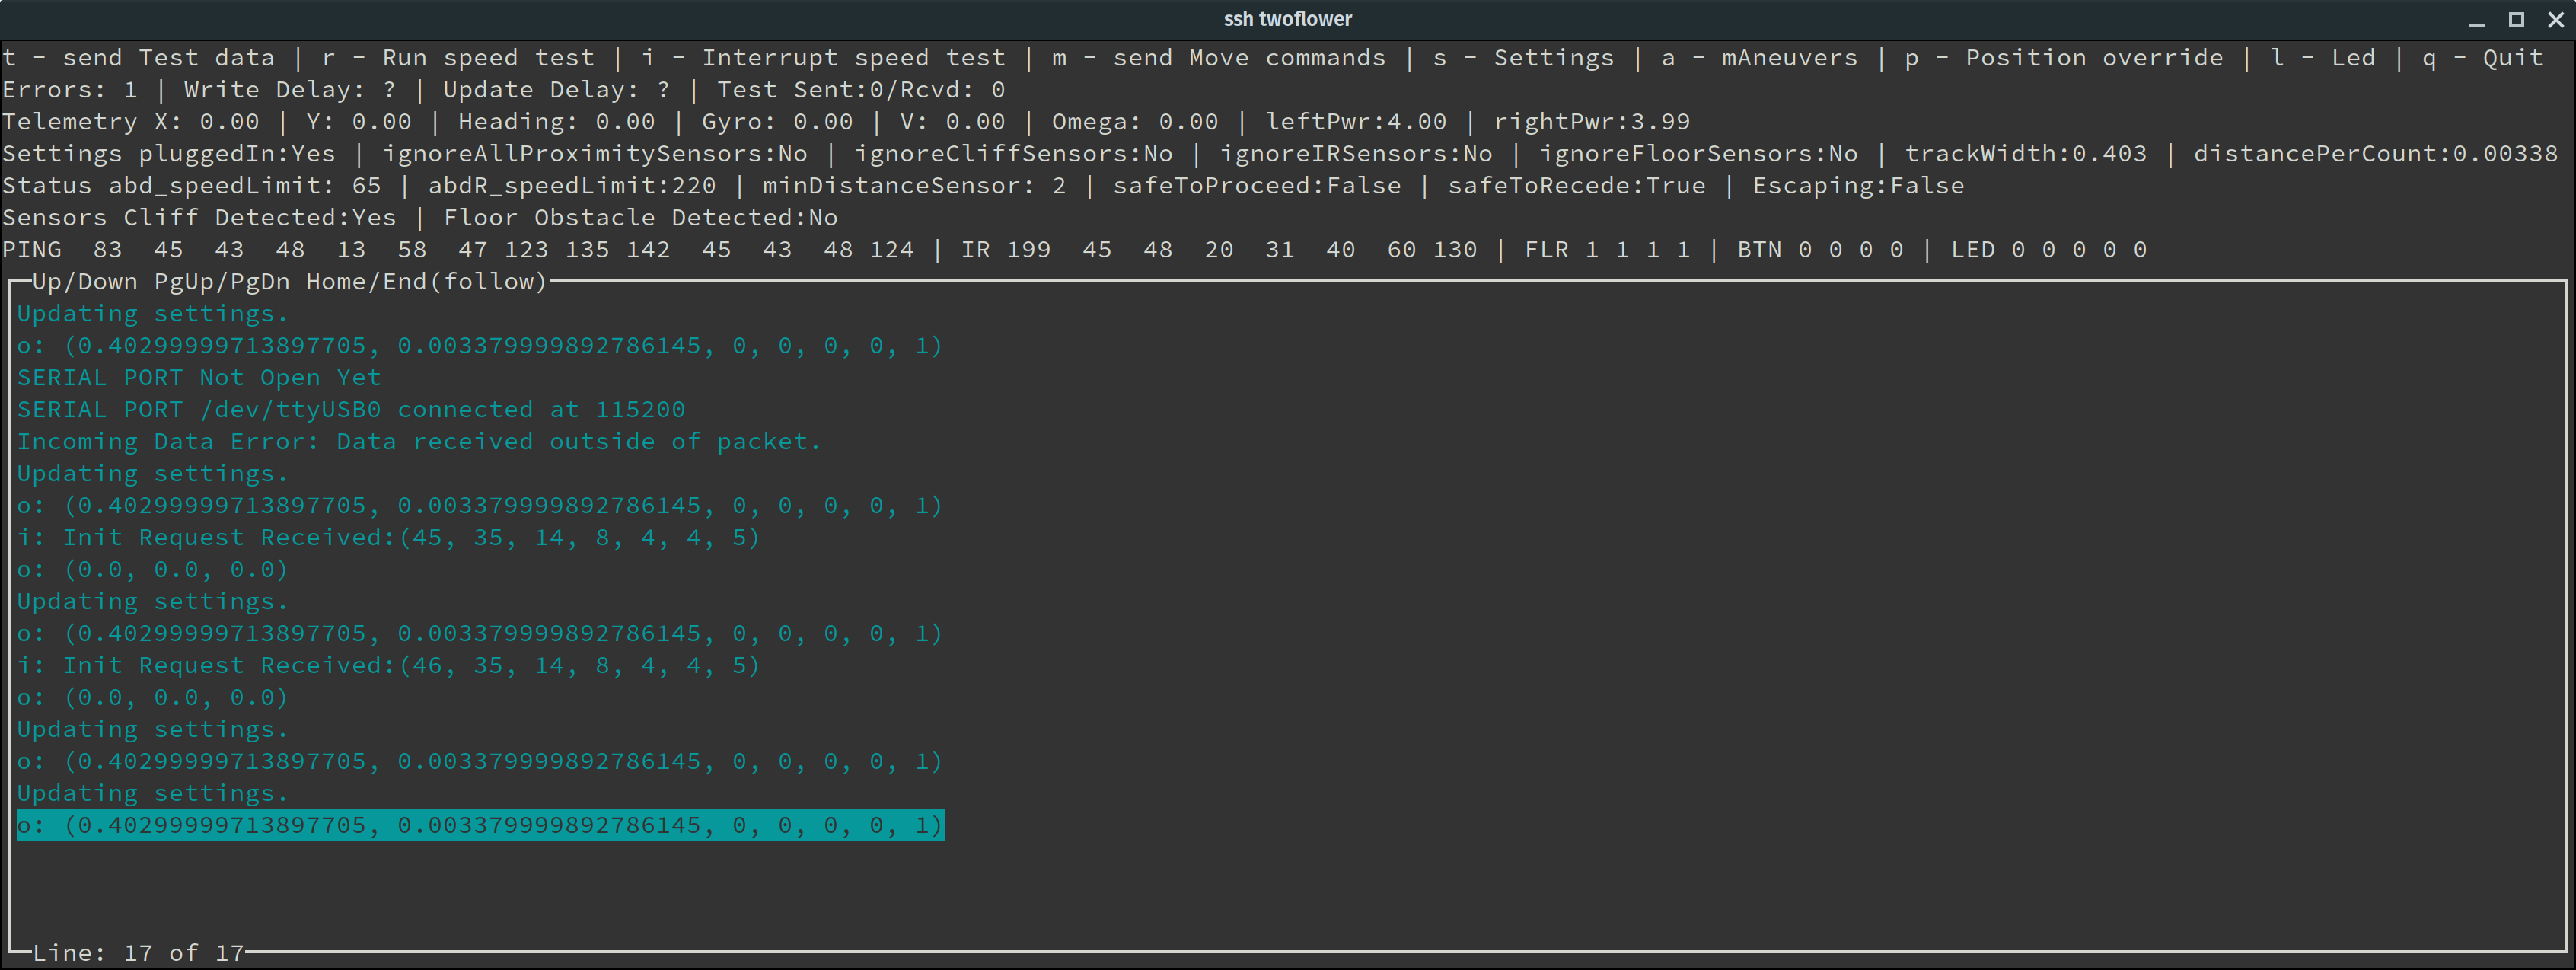 ssh twoflower
t - send Test data | r - Run speed test | i - Interrupt speed test | m - send Move commands | s - Settings | a - mAneuvers | p - Position override | l - Led | q - Quit
Errors: 1 | Write Delay: ? | Update Delay: ? | Test Sent:0/Rcvd: 0
Telemetry X: 0.00 | Y: 0.00 | Heading: 0.00 | Gyro: 0.00 | V: 0.00 | Omega: 0.00 | leftPwr:4.00 | rightPwr:3.99
Settings pluggedIn:Yes | ignoreAllProximitySensors:No | ignoreCliffSensors:No | ignoreIRSensors:No | ignoreFloorSensors:No | trackWidth:0.403 | distancePerCount:0.00338
Status abd_speedLimit: 65 | abdR_speedLimit:220 | minDistanceSensor: 2 | safeToProceed:False | safeToRecede:True | Escaping:False
Sensors Cliff Detected:Yes | Floor Obstacle Detected:No
PING  83  45  43  48  13  58  47 123 135 142  45  43  48 124 | IR 199  45  48  20  31  40  60 130 | FLR 1 1 1 1 | BTN 0 0 0 0 | LED 0 0 0 0 0
Up/Down PgUp/PgDn Home/End(follow)
Updating settings.
o: (0.40299999713897705, 0.0033799999892786145, 0, 0, 0, 0, 1)
SERIAL PORT Not Open Yet
SERIAL PORT /dev/ttyUSB0 connected at 115200
Incoming Data Error: Data received outside of packet.
Updating settings.
o: (0.40299999713897705, 0.0033799999892786145, 0, 0, 0, 0, 1)
i: Init Request Received:(45, 35, 14, 8, 4, 4, 5)
o: (0.0, 0.0, 0.0)
Updating settings.
o: (0.40299999713897705, 0.0033799999892786145, 0, 0, 0, 0, 1)
i: Init Request Received:(46, 35, 14, 8, 4, 4, 5)
o: (0.0, 0.0, 0.0)
Updating settings.
o: (0.40299999713897705, 0.0033799999892786145, 0, 0, 0, 0, 1)
Updating settings.
o: (0.40299999713897705, 0.0033799999892786145, 0, 0, 0, 0, 1)
Line: 17 of 17